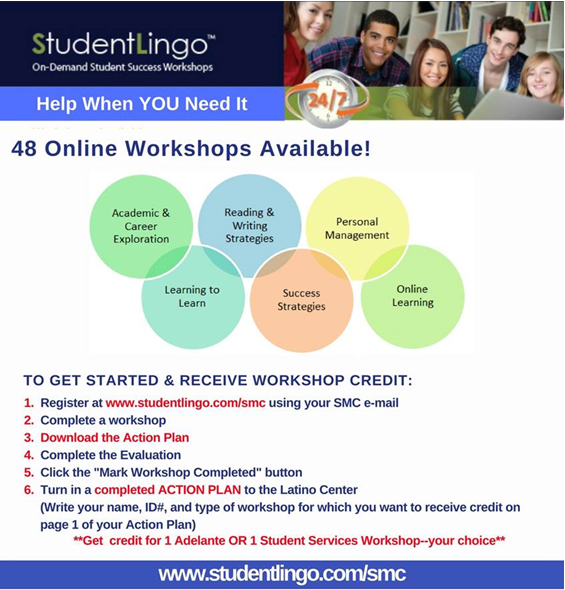 StudentLingo™
On-Demand Student Success Workshops
Help When YOU Need It
24/7
48 Online Workshops Available!
Academic &
Career
Exploration
Reading &
Writing
Strategies
Personal
Management
Learning to
Learn
Success
Strategies
Online
Learning
TO GET STARTED & RECEIVE WORKSHOP CREDIT:
1. Register at www.studentlingo.com/smc using your SMC e-mail
2. Complete a workshop
3. Download the Action Plan
4. Complete the Evaluation
5. Click the "Mark Workshop Completed" button
6. Turn in a completed ACTION PLAN to the Latino Center
(Write your name, ID#, and type of workshop for which you want to receive credit on
page 1 of your Action Plan)
**Get credit for 1 Adelante OR 1 Student Services Workshop--your choice**
www.studentlingo.com/smc